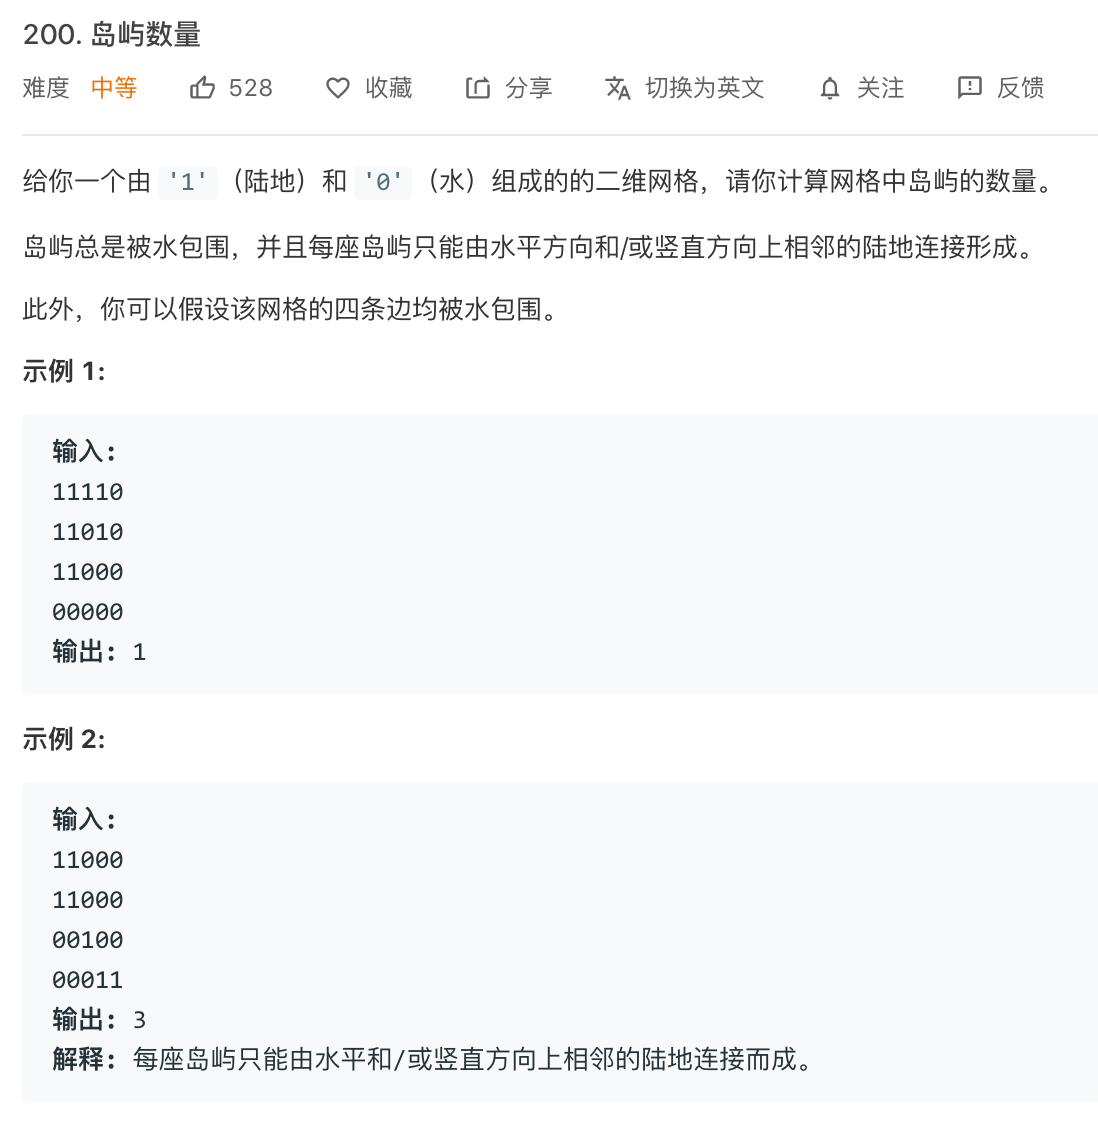 200. 岛屿数量
难度 中等 528 收藏 分享 切换为英文 关注 反馈
给你一个由 '1' （陆地）和 '0' （水）组成的的二维网格，请你计算网格中岛屿的数量。
岛屿总是被水包围，并且每座岛屿只能由水平方向和/或竖直方向上相邻的陆地连接形成。
此外，你可以假设该网格的四条边均被水包围。
示例 1:
输入:
11110
11010
11000
00000
输出: 1
示例 2:
输入:
11000
11000
00100
00011
输出: 3
解释: 每座岛屿只能由水平和/或竖直方向上相邻的陆地连接而成。